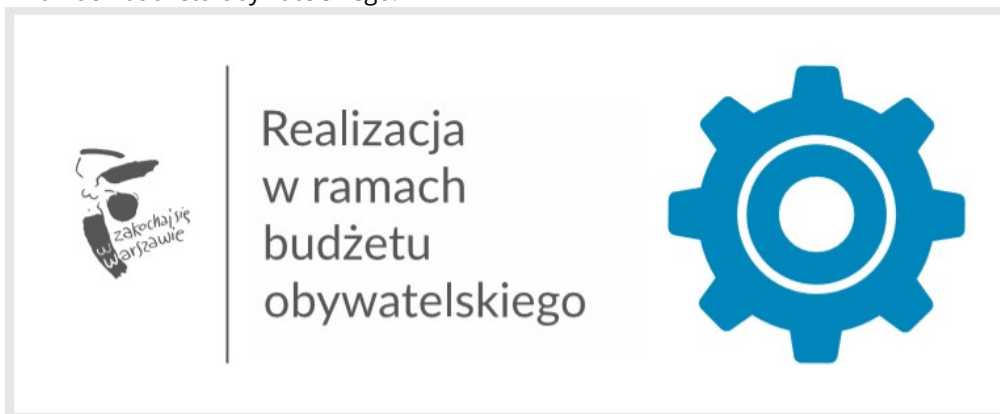 Realizacja
w ramach
budżetu
obywatelskiego
zakochaj się
w
warszawie